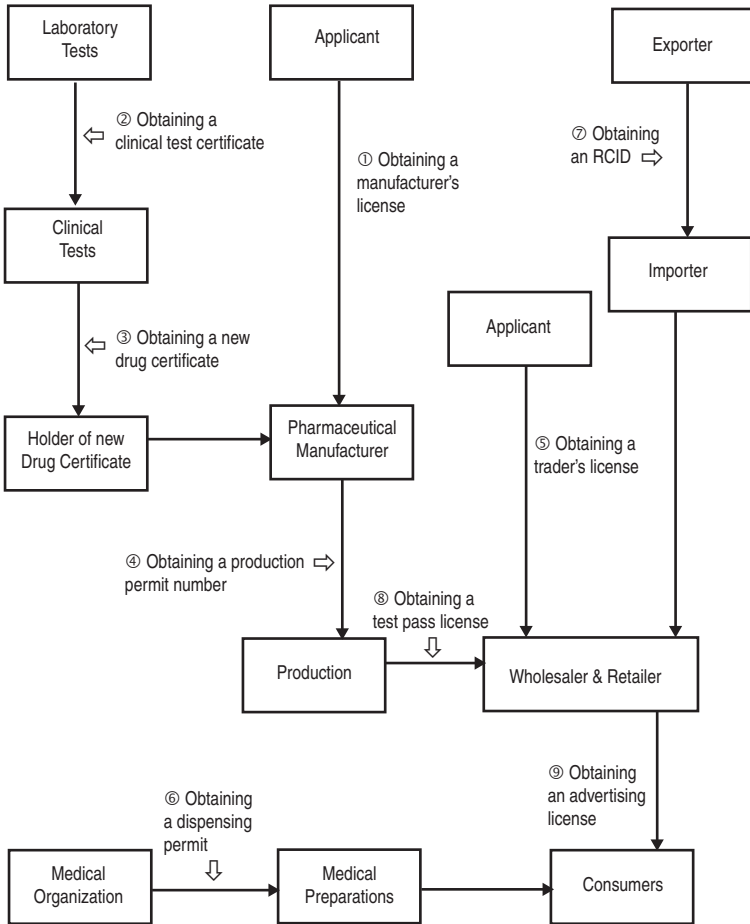 Laboratory
Tests
Applicant
Exporter
② Obtaining a
clinical test certificate
① Obtaining a
manufacturer's
license
⑦ Obtaining
an RCID ⇨
Clinical
Tests
Importer
Applicant
③ Obtaining a new
drug certificate
Holder of new
Drug Certificate
Pharmaceutical
Manufacturer
⑤ Obtaining a
trader's license
④ Obtaining a production
permit number
⑧ Obtaining a
test pass license
Production
Wholesaler & Retailer
⑨ Obtaining
an advertising
license
⑥ Obtaining
a dispensing
permit
Medical
Organization
Medical
Preparations
Consumers